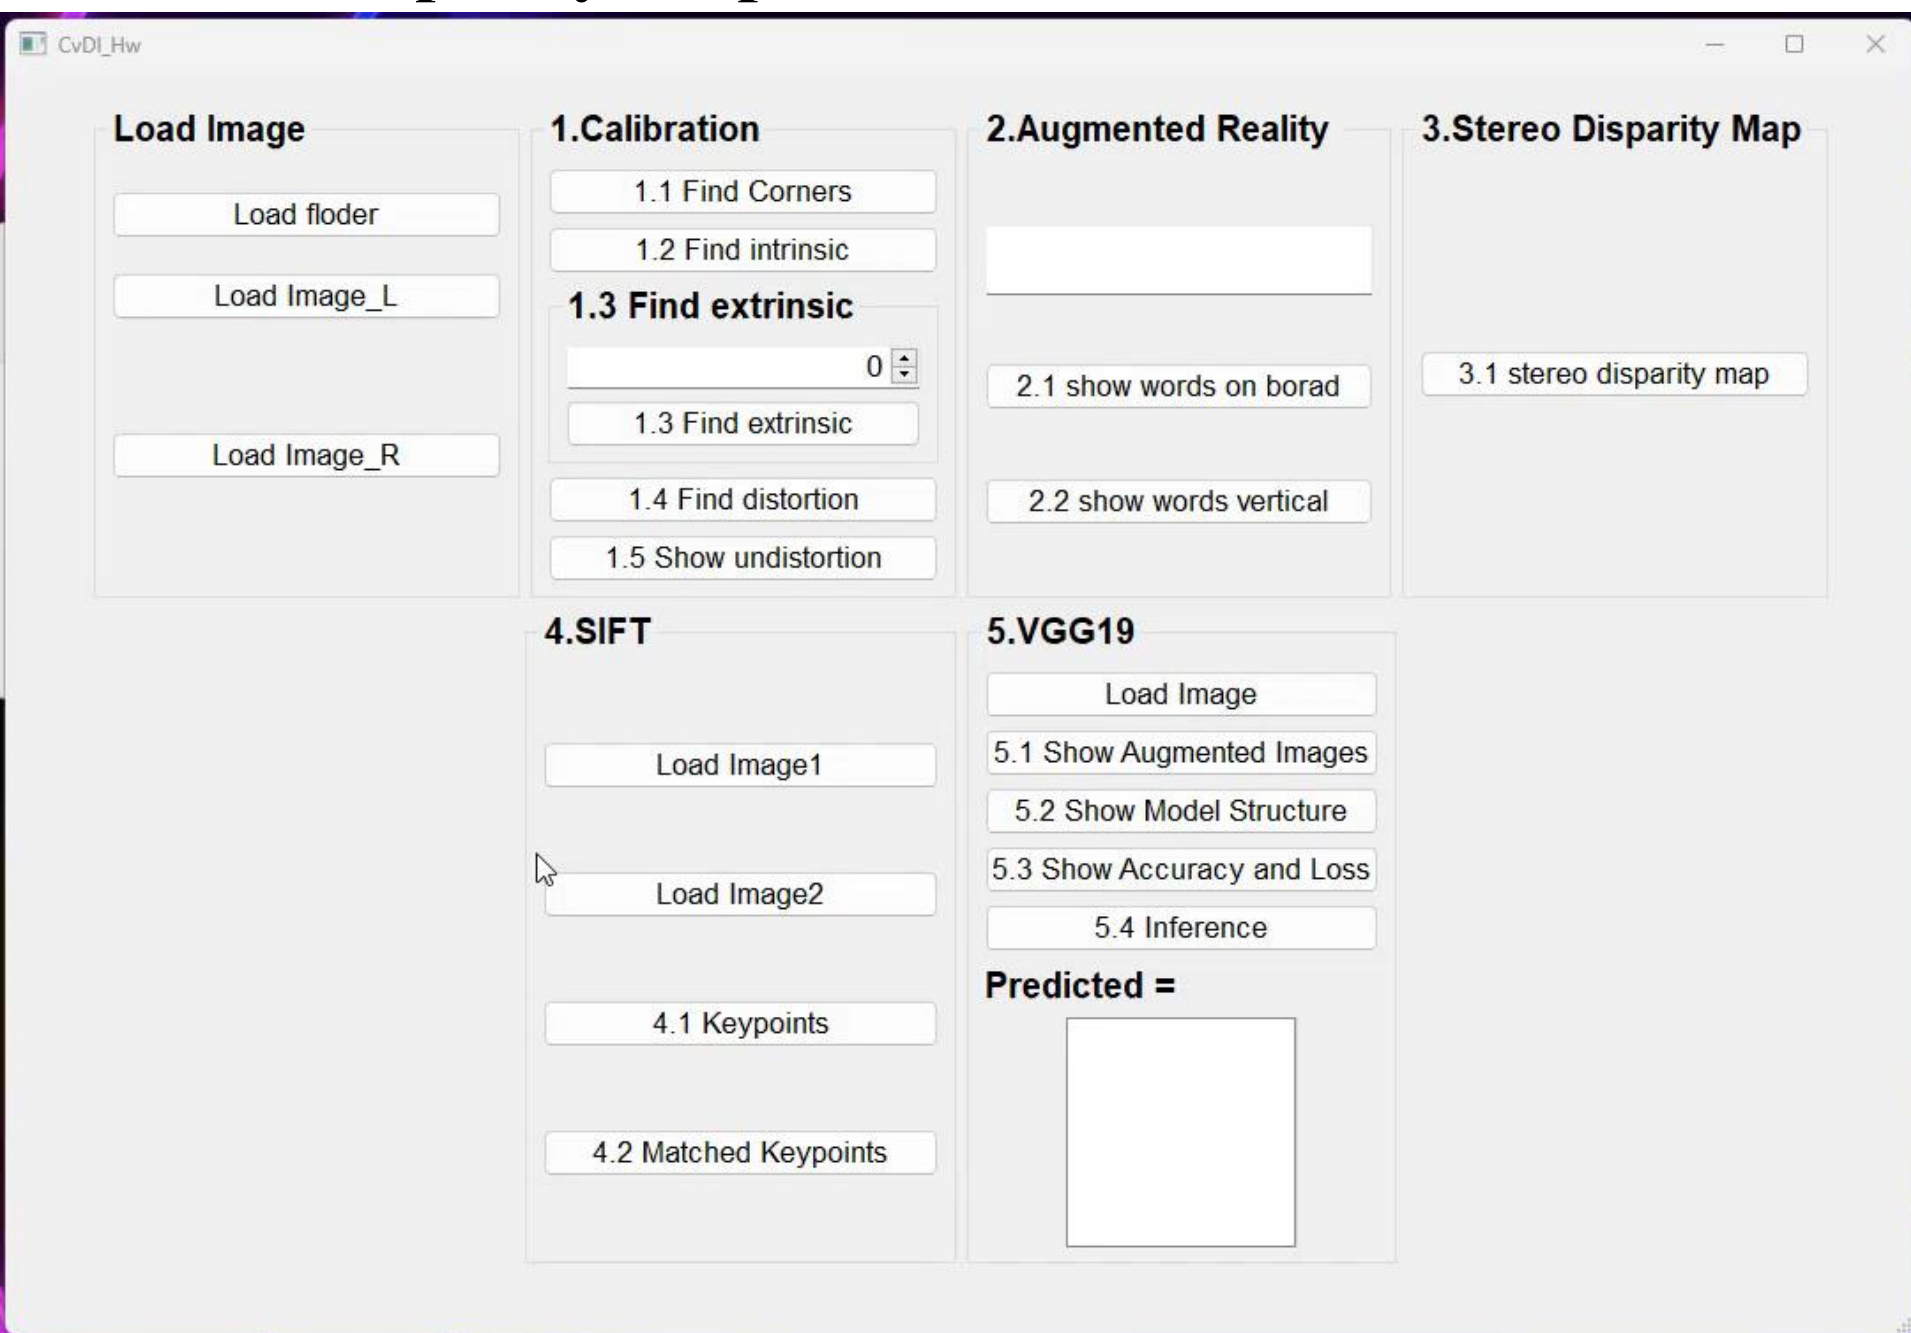 CvDl_Hw
Load Image
Load floder
Load Image_L
Load Image_R
1.Calibration
1.1 Find Corners
1.2 Find intrinsic
1.3 Find extrinsic
0
1.3 Find extrinsic
1.4 Find distortion
1.5 Show undistortion
2.Augmented Reality
2.1 show words on borad
2.2 show words vertical
3.Stereo Disparity Map
3.1 stereo disparity map
4.SIFT
Load Image1
Load Image2
4.1 Keypoints
4.2 Matched Keypoints
5.VGG19
Load Image
5.1 Show Augmented Images
5.2 Show Model Structure
5.3 Show Accuracy and Loss
5.4 Inference
Predicted =